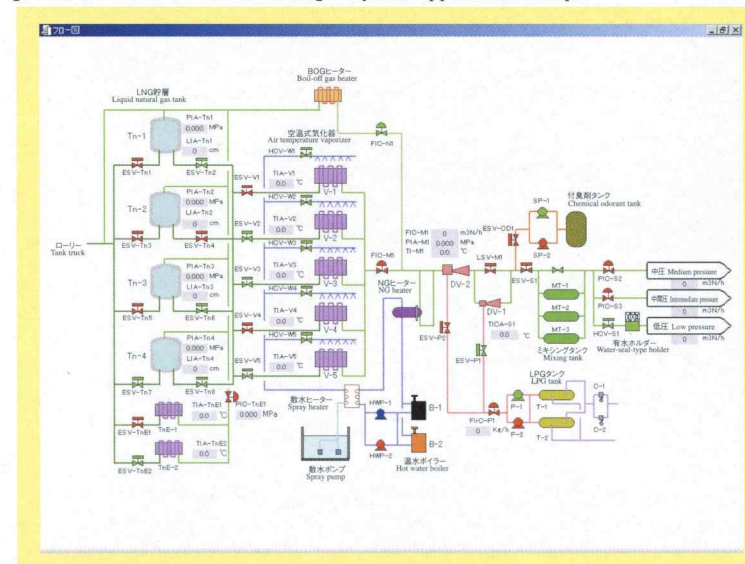 フロー図
BOGヒーター
Boil-off gas heater
LNG貯層
Liquid natural gas tank
PIA-Tn1
Tn-1
0.000 MPa
LIA-Tn1
0 cm
ESV-Tn1
ESV-Tn2
空温式気化器
Air temperature vaporizer
HCV-W1
FIC-N1
ESV-V1
TIA-V1
0.0 ℃
V-1
PIA-Tn2
Tn-2
0.000 MPa
LIA-Tn2
0 cm
ESV-Tn3
ESV-Tn4
HCV-W2
ESV-V2
TIA-V2
0.0 ℃
V-2
ローリー
Tank truck
PIA-Tn3
Tn-3
0.000 MPa
LIA-Tn3
0 cm
ESV-Tn5
ESV-Tn6
HCV-W3
ESV-V3
TIA-V3
0.0 ℃
V-3
PIA-Tn4
Tn-4
0.000 MPa
LIA-Tn4
0 cm
ESV-Tn7
ESV-Tn8
HCV-W4
ESV-V4
TIA-V4
0.0 ℃
V-4
HCV-W5
ESV-V5
TIA-V5
0.0 ℃
V-5
TIA-TnE1
0.0 ℃
ESV-TnE1
TnE-1
PIC-TnE1
0.000 MPa
TIA-TnE2
0.0 ℃
ESV-TnE2
TnE-2
散水ヒーター
Spray heater
散水ポンプ
Spray pump
HWP-1
HWP-2
B-1
B-2
温水ボイラー
Hot water boiler
FIC-M1
NGヒーター
NG heater
FIC-M1 0 m3N/h
PIA-M1 0.000 MPa
TI-M1 0.0 ℃
ESV-OD1
SP-1
SP-2
付臭剤タンク
Chemical odorant tank
LSV-M1
ESV-S1
DV-2
DV-1
ESV-P2
ESV-P1
TICA-S1
0.0 ℃
MT-1
MT-2
MT-3
ミキシングタンク
Mixing tank
PIC-S2
PIC-S3
HCV-S1
中圧 Medium pressure
0 m3N/h
中間圧 Intermediate pressure
0 m3N/h
低圧 Low pressure
0 m3N/h
有水ホルダー
Water-seal-type holder
LPGタンク
LPG tank
FIrC-P1
0 Kg/h
P-1
P-2
T-1
T-2
C-1
C-2